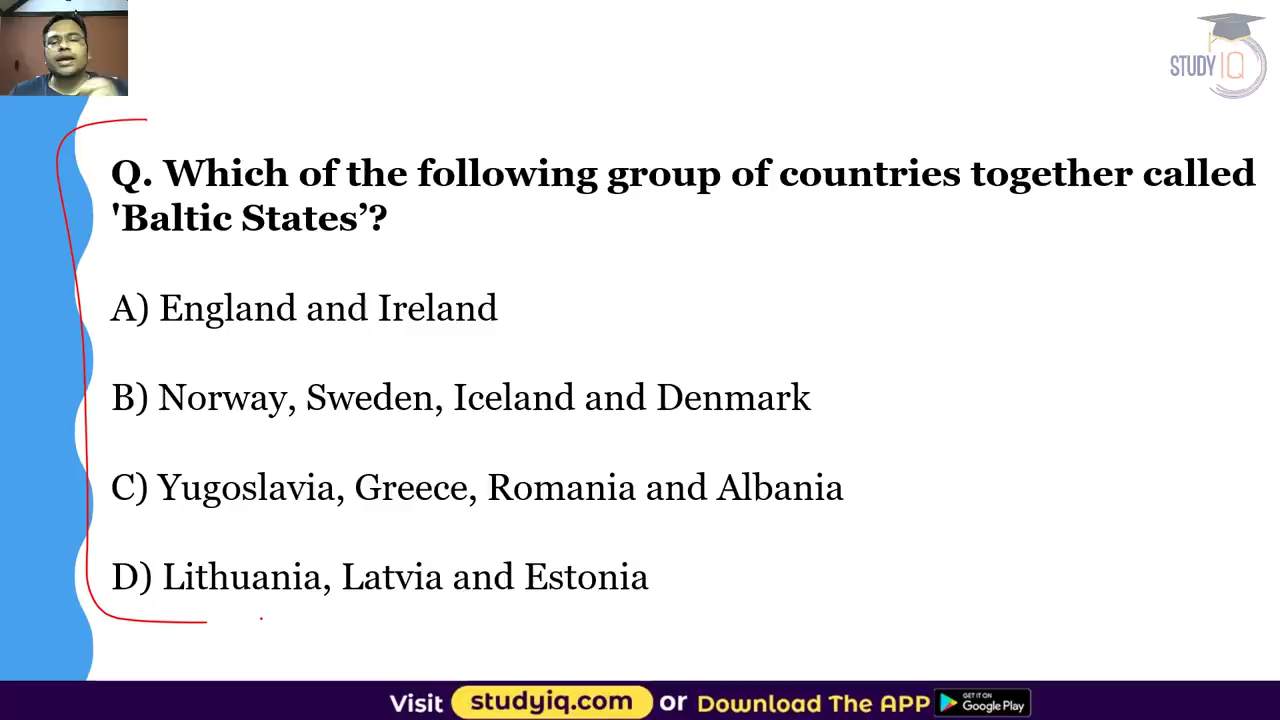 STUDY IQ
Q. Which of the following group of countries together called
'Baltic States’?
A) England and Ireland
B) Norway, Sweden, Iceland and Denmark
C) Yugoslavia, Greece, Romania and Albania
D) Lithuania, Latvia and Estonia
Visit studyiq.com or Download The APP GET IT ON Google Play